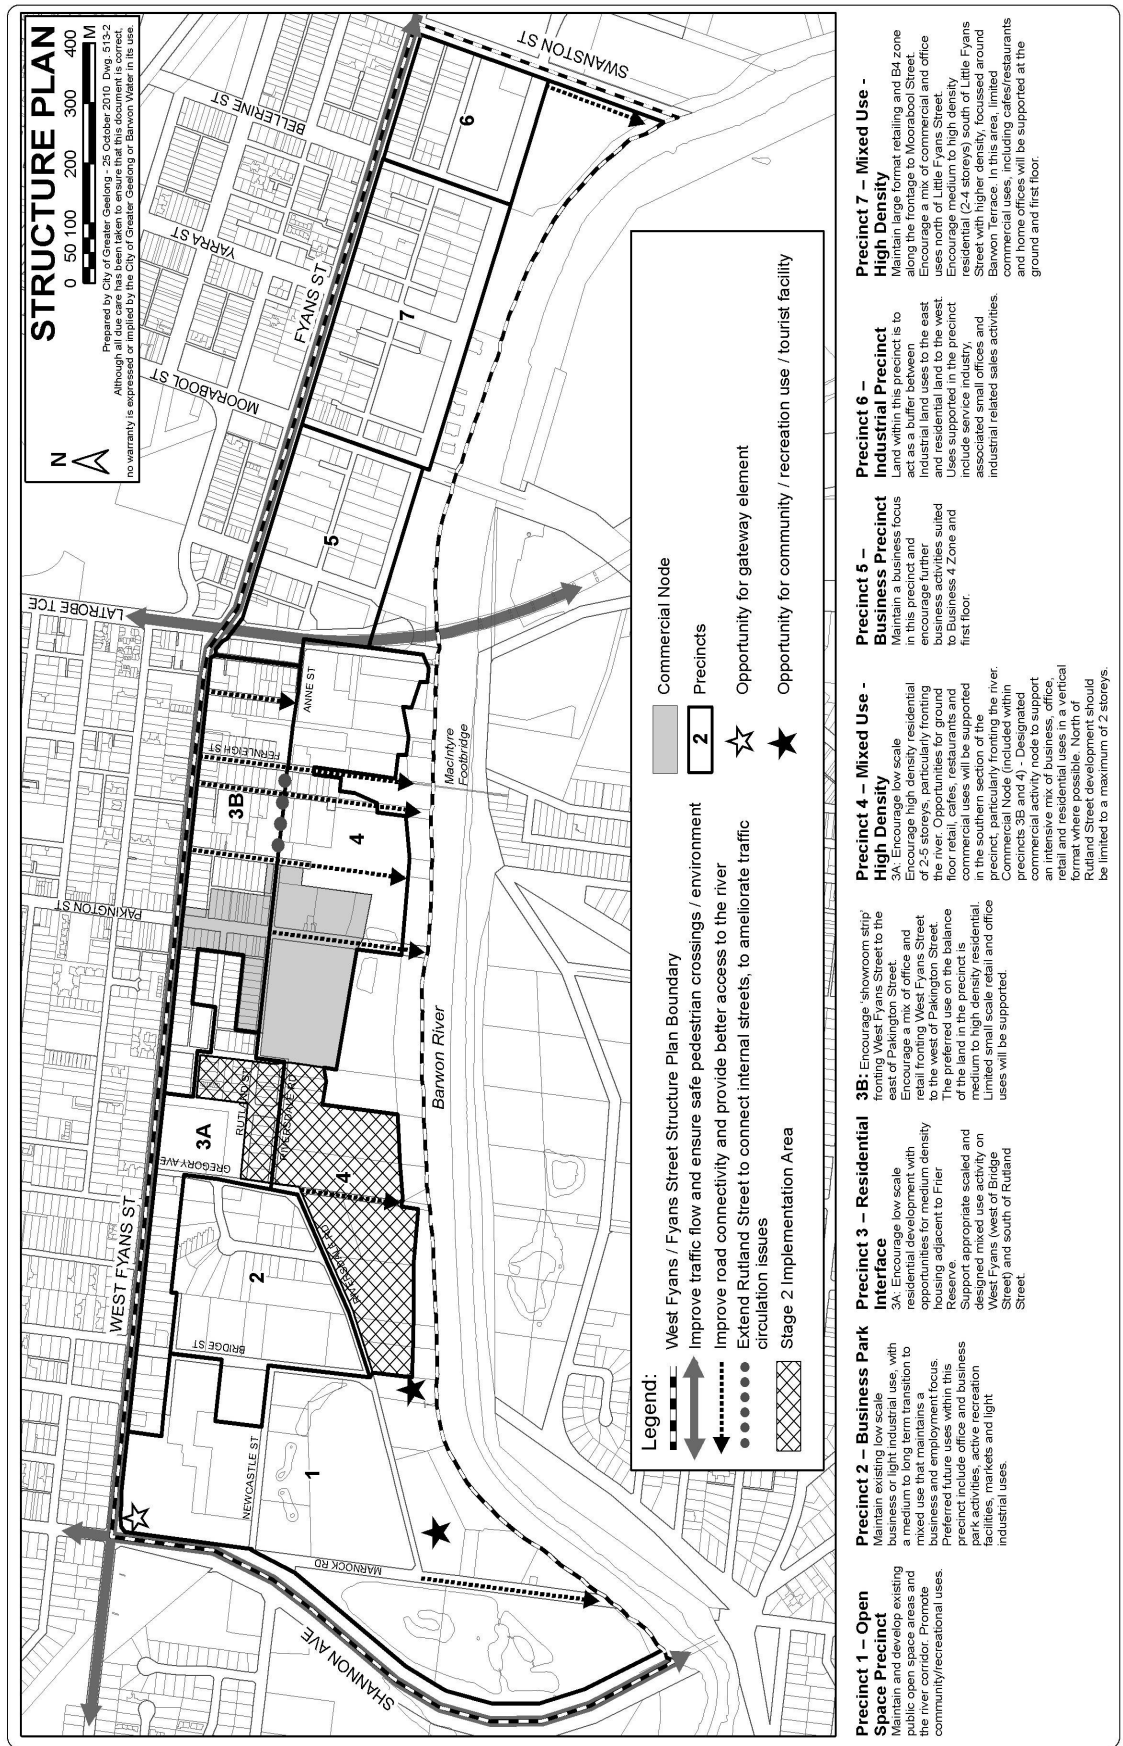 STRUCTURE PLAN
0 50 100 200 300 400
M
Prepared by City of Greater Geelong - 25 October 2010 Dwg. 513-2
Although all due care has been taken to ensure that this document is correct,
no warranty is expressed or implied by the City of Greater Geelong or Barwon Water in its use.
N
SHANNON AVE
WEST FYANS ST
PAKINGTON ST
LATROBE TCE
MOORABOOL ST
YARRA ST
BELLERINE ST
FYANS ST
SWANSTON ST
NEWCASTLE ST
MARNOCK RD
BRIDGE ST
GREGORY AVE
RUTLAND ST
RIVERSDALE RD
RIVERSDALE RD
FERNLEIGH ST
ANNE ST
MacIntyre
Footbridge
Barwon River
1
2
3A
3B
4
4
5
6
7
Legend:
West Fyans / Fyans Street Structure Plan Boundary
Improve traffic flow and ensure safe pedestrian crossings / environment
Improve road connectivity and provide better access to the river
Extend Rutland Street to connect internal streets, to ameliorate traffic
circulation issues
Stage 2 Implementation Area
Commercial Node
2
Precincts
Opportunity for gateway element
Opportunity for community / recreation use / tourist facility
Precinct 1 – Open
Space Precinct
Maintain and develop existing
public open space areas and
the river corridor. Promote
community/recreational uses.
Precinct 2 – Business Park
Maintain existing low scale
business or light industrial use, with
a medium to long term transition to
mixed use that maintains a
business and employment focus.
Preferred future uses within this
precinct include office and business
park activities, active recreation
facilities, markets and light
industrial uses.
Precinct 3 – Residential
Interface
3A: Encourage low scale
residential development with
opportunities for medium density
housing adjacent to Frier
Reserve.
Support appropriate scaled and
designed mixed use activity on
West Fyans (west of Bridge
Street) and south of Rutland
Street.
3B: Encourage 'showroom strip'
fronting West Fyans Street to the
east of Pakington Street.
Encourage a mix of office and
retail fronting West Fyans Street
to the west of Pakington Street.
The preferred use on the balance
of the land in the precinct is
medium to high density residential.
Limited small scale retail and office
uses will be supported.
Precinct 4 – Mixed Use -
High Density
3A: Encourage low scale
Encourage high density residential
of 2-5 storeys, particularly fronting
the river. Opportunities for ground
floor retail, cafes, restaurants and
commercial uses will be supported
in the southern section of the
precinct, particularly fronting the river.
Commercial Node (included within
precincts 3B and 4) - Designated
commercial activity node to support
an intensive mix of business, office,
retail and residential uses in a vertical
format where possible. North of
Rutland Street development should
be limited to a maximum of 2 storeys.
Precinct 5 –
Business Precinct
Maintain a business focus
in this precinct and
encourage further
business activities suited
to Business 4 Zone and
first floor.
Precinct 6 –
Industrial Precinct
Land within this precinct is to
act as a buffer between
Industrial land uses to the east
and residential land to the west.
Uses supported in the precinct
include service industry,
associated small offices and
industrial related sales activities.
Precinct 7 – Mixed Use -
High Density
Maintain large format retailing and B4 zone
along the frontage to Moorabool Street.
Encourage a mix of commercial and office
uses north of Little Fyans Street.
Encourage medium to high density
residential (2-4 storeys) south of Little Fyans
Street with higher density, focussed around
Barwon Terrace. In this area, limited
commercial uses, including cafes/restaurants
and home offices will be supported at the
ground and first floor.